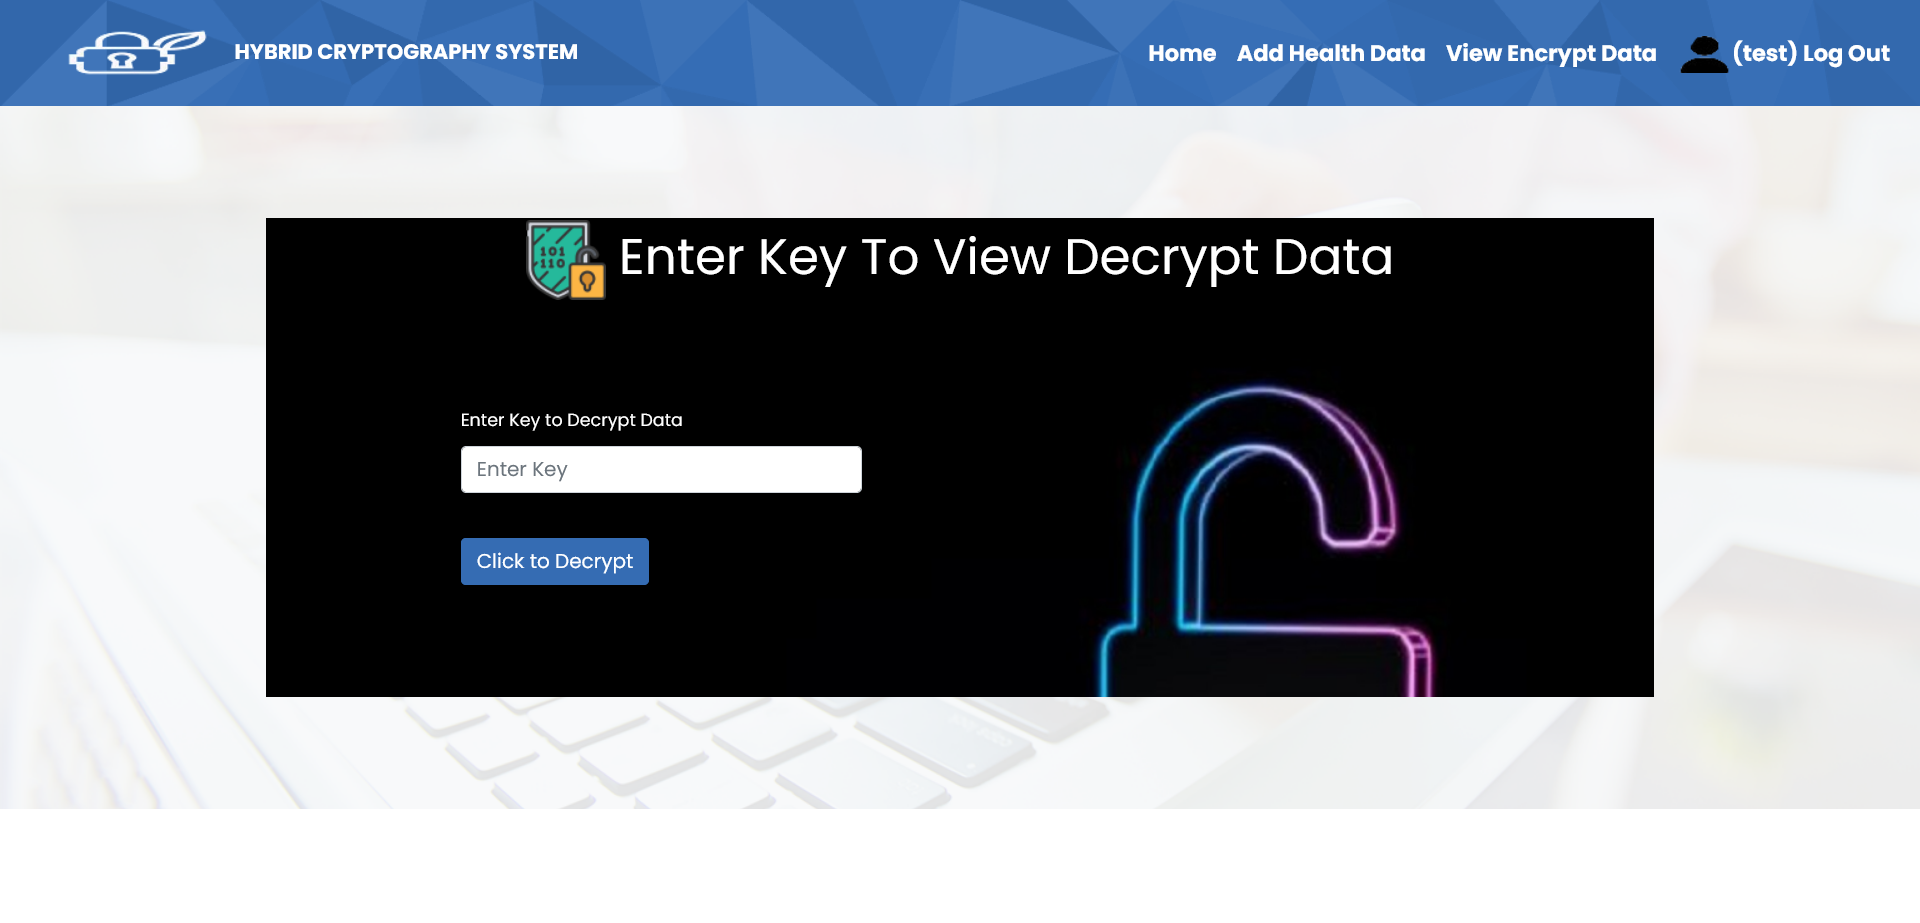 HYBRID CRYPTOGRAPHY SYSTEM
Home Add Health Data View Encrypt Data (test) Log Out
101
110
Enter Key To View Decrypt Data
Enter Key to Decrypt Data
Enter Key
Click to Decrypt